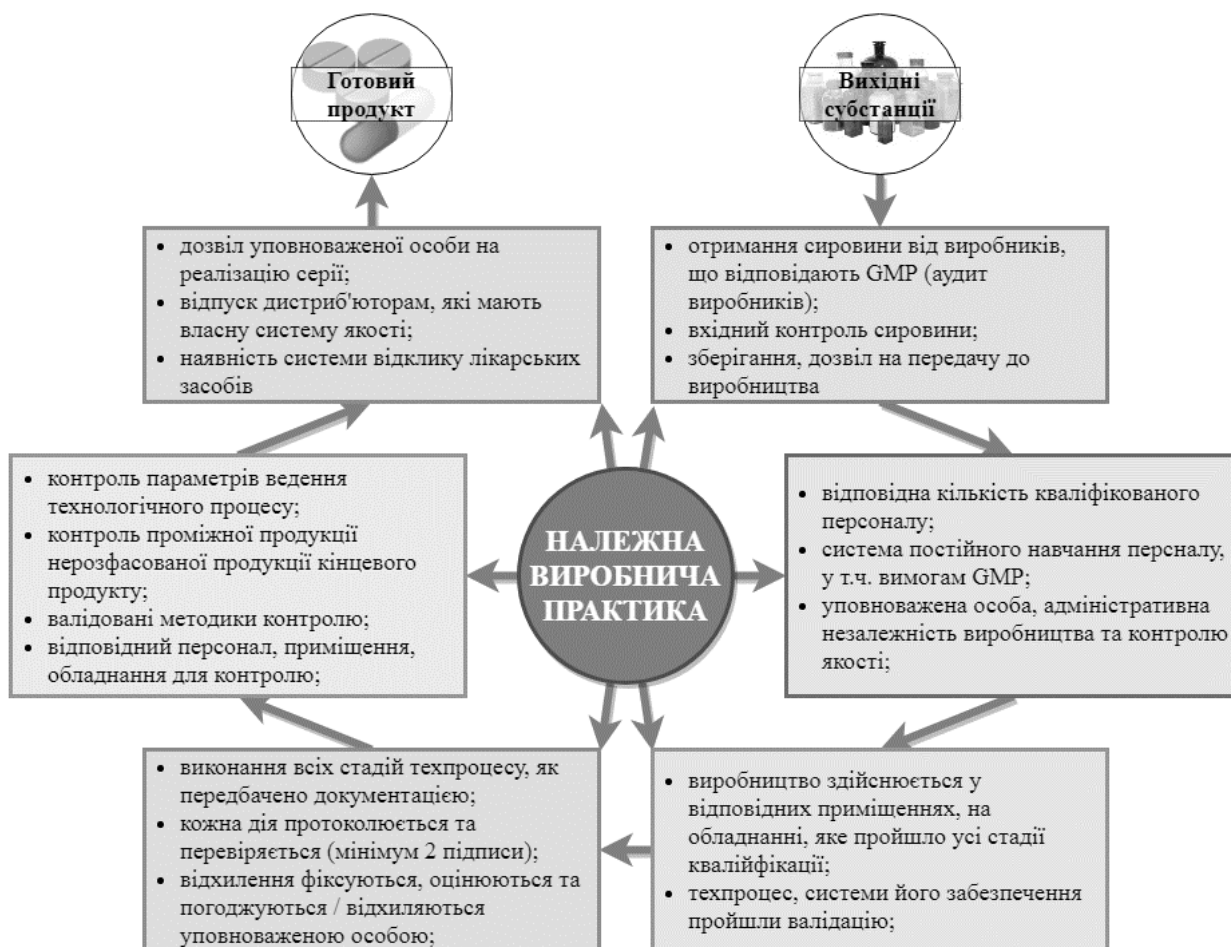 Готовий
продукт
Вихідні
субстанції
• дозвіл уповноваженої особи на
реалізацію серії;
• відпуск дистриб'юторам, які мають
власну систему якості;
• наявність системи відклику лікарських
засобів
• отримання сировини від виробників,
що відповідають GMP (аудит
виробників);
• вхідний контроль сировини;
• зберігання, дозвіл на передачу до
виробництва
• контроль параметрів ведення
технологічного процесу;
• контроль проміжної продукції
нерозфасованої продукції кінцевого
продукту;
• валідовані методики контролю;
• відповідний персонал, приміщення,
обладнання для контролю;
НАЛЕЖНА
ВИРОБНИЧА
ПРАКТИКА
• відповідна кількість кваліфікованого
персоналу;
• система постійного навчання персналу,
у т.ч. вимогам GMP;
• уповноважена особа, адміністративна
незалежність виробництва та контролю
якості;
• виконання всіх стадій техпроцесу, як
передбачено документацією;
• кожна дія протоколюється та
перевіряється (мінімум 2 підписи);
• відхилення фіксуються, оцінюються та
погоджуються / відхиляються
уповноваженою особою;
• виробництво здійснюється у
відповідних приміщеннях, на
обладнанні, яке пройшло усі стадії
квалійфікації;
• техпроцес, системи його забезпечення
пройшли валідацію;